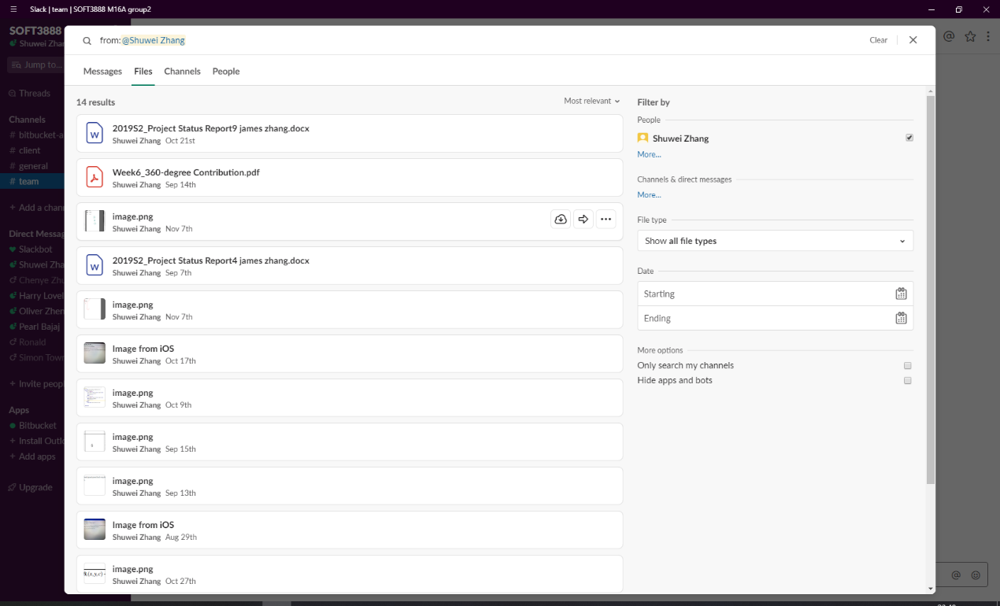 Slack | team | SOFT3888 M16A group2
SOFT3888
Shuwei Zha
Jump to...
Threads
Channels
# bitbucket-a
# client
# general
# team
+ Add a chan
Direct Messag
Slackbot
Shuwei Zha
Chenye Zhu
Harry Lovel
Oliver Zhen
Pearl Bajaj
Ronald
Simon Town
+ Invite peop
Apps
Bitbucket
+ Install Outlo
+ Add apps
Upgrade
from:@Shuwei Zhang
Clear
Messages Files Channels People
14 results
Most relevant
2019S2_Project Status Report9 james zhang.docx
Shuwei Zhang Oct 21st
Week6_360-degree Contribution.pdf
Shuwei Zhang Sep 14th
image.png
Shuwei Zhang Nov 7th
2019S2_Project Status Report4 james zhang.docx
Shuwei Zhang Sep 7th
image.png
Shuwei Zhang Nov 7th
Image from iOS
Shuwei Zhang Oct 17th
image.png
Shuwei Zhang Oct 9th
image.png
Shuwei Zhang Sep 15th
image.png
Shuwei Zhang Sep 13th
Image from iOS
Shuwei Zhang Aug 29th
image.png
Shuwei Zhang Oct 27th
Filter by
People
Shuwei Zhang
More...
Channels & direct messages
More...
File type
Show all file types
Date
Starting
Ending
More options
Only search my channels
Hide apps and bots